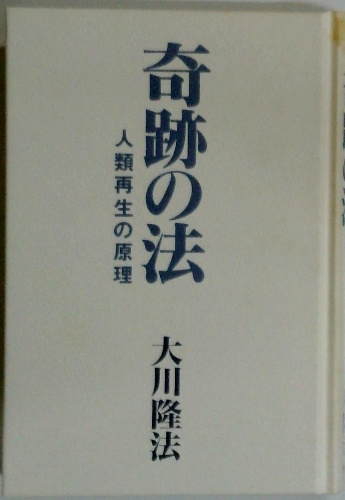 奇跡の法
人類再生の原理
大川隆法